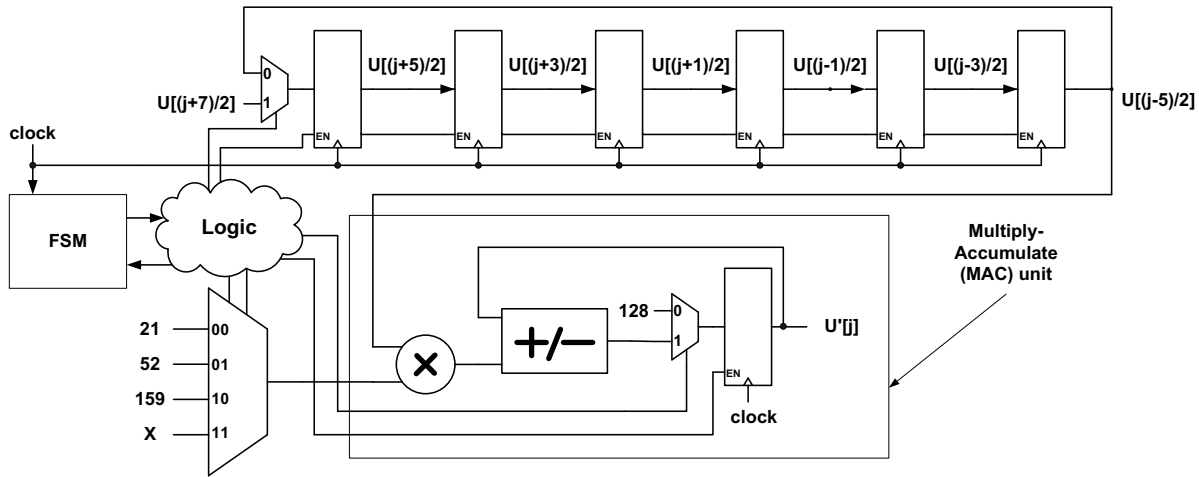 U[(j+5)/2]
U[(j+3)/2]
U[(j+1)/2]
U[(j-1)/2]
U[(j-3)/2]
0
1
U[(j+7)/2]
U[(j-5)/2]
clock
EN
EN
EN
EN
EN
EN
FSM
Logic
Multiply-
Accumulate
(MAC) unit
21
00
52
01
159
10
X
11
×
+/−
128
0
1
EN
U'[j]
clock